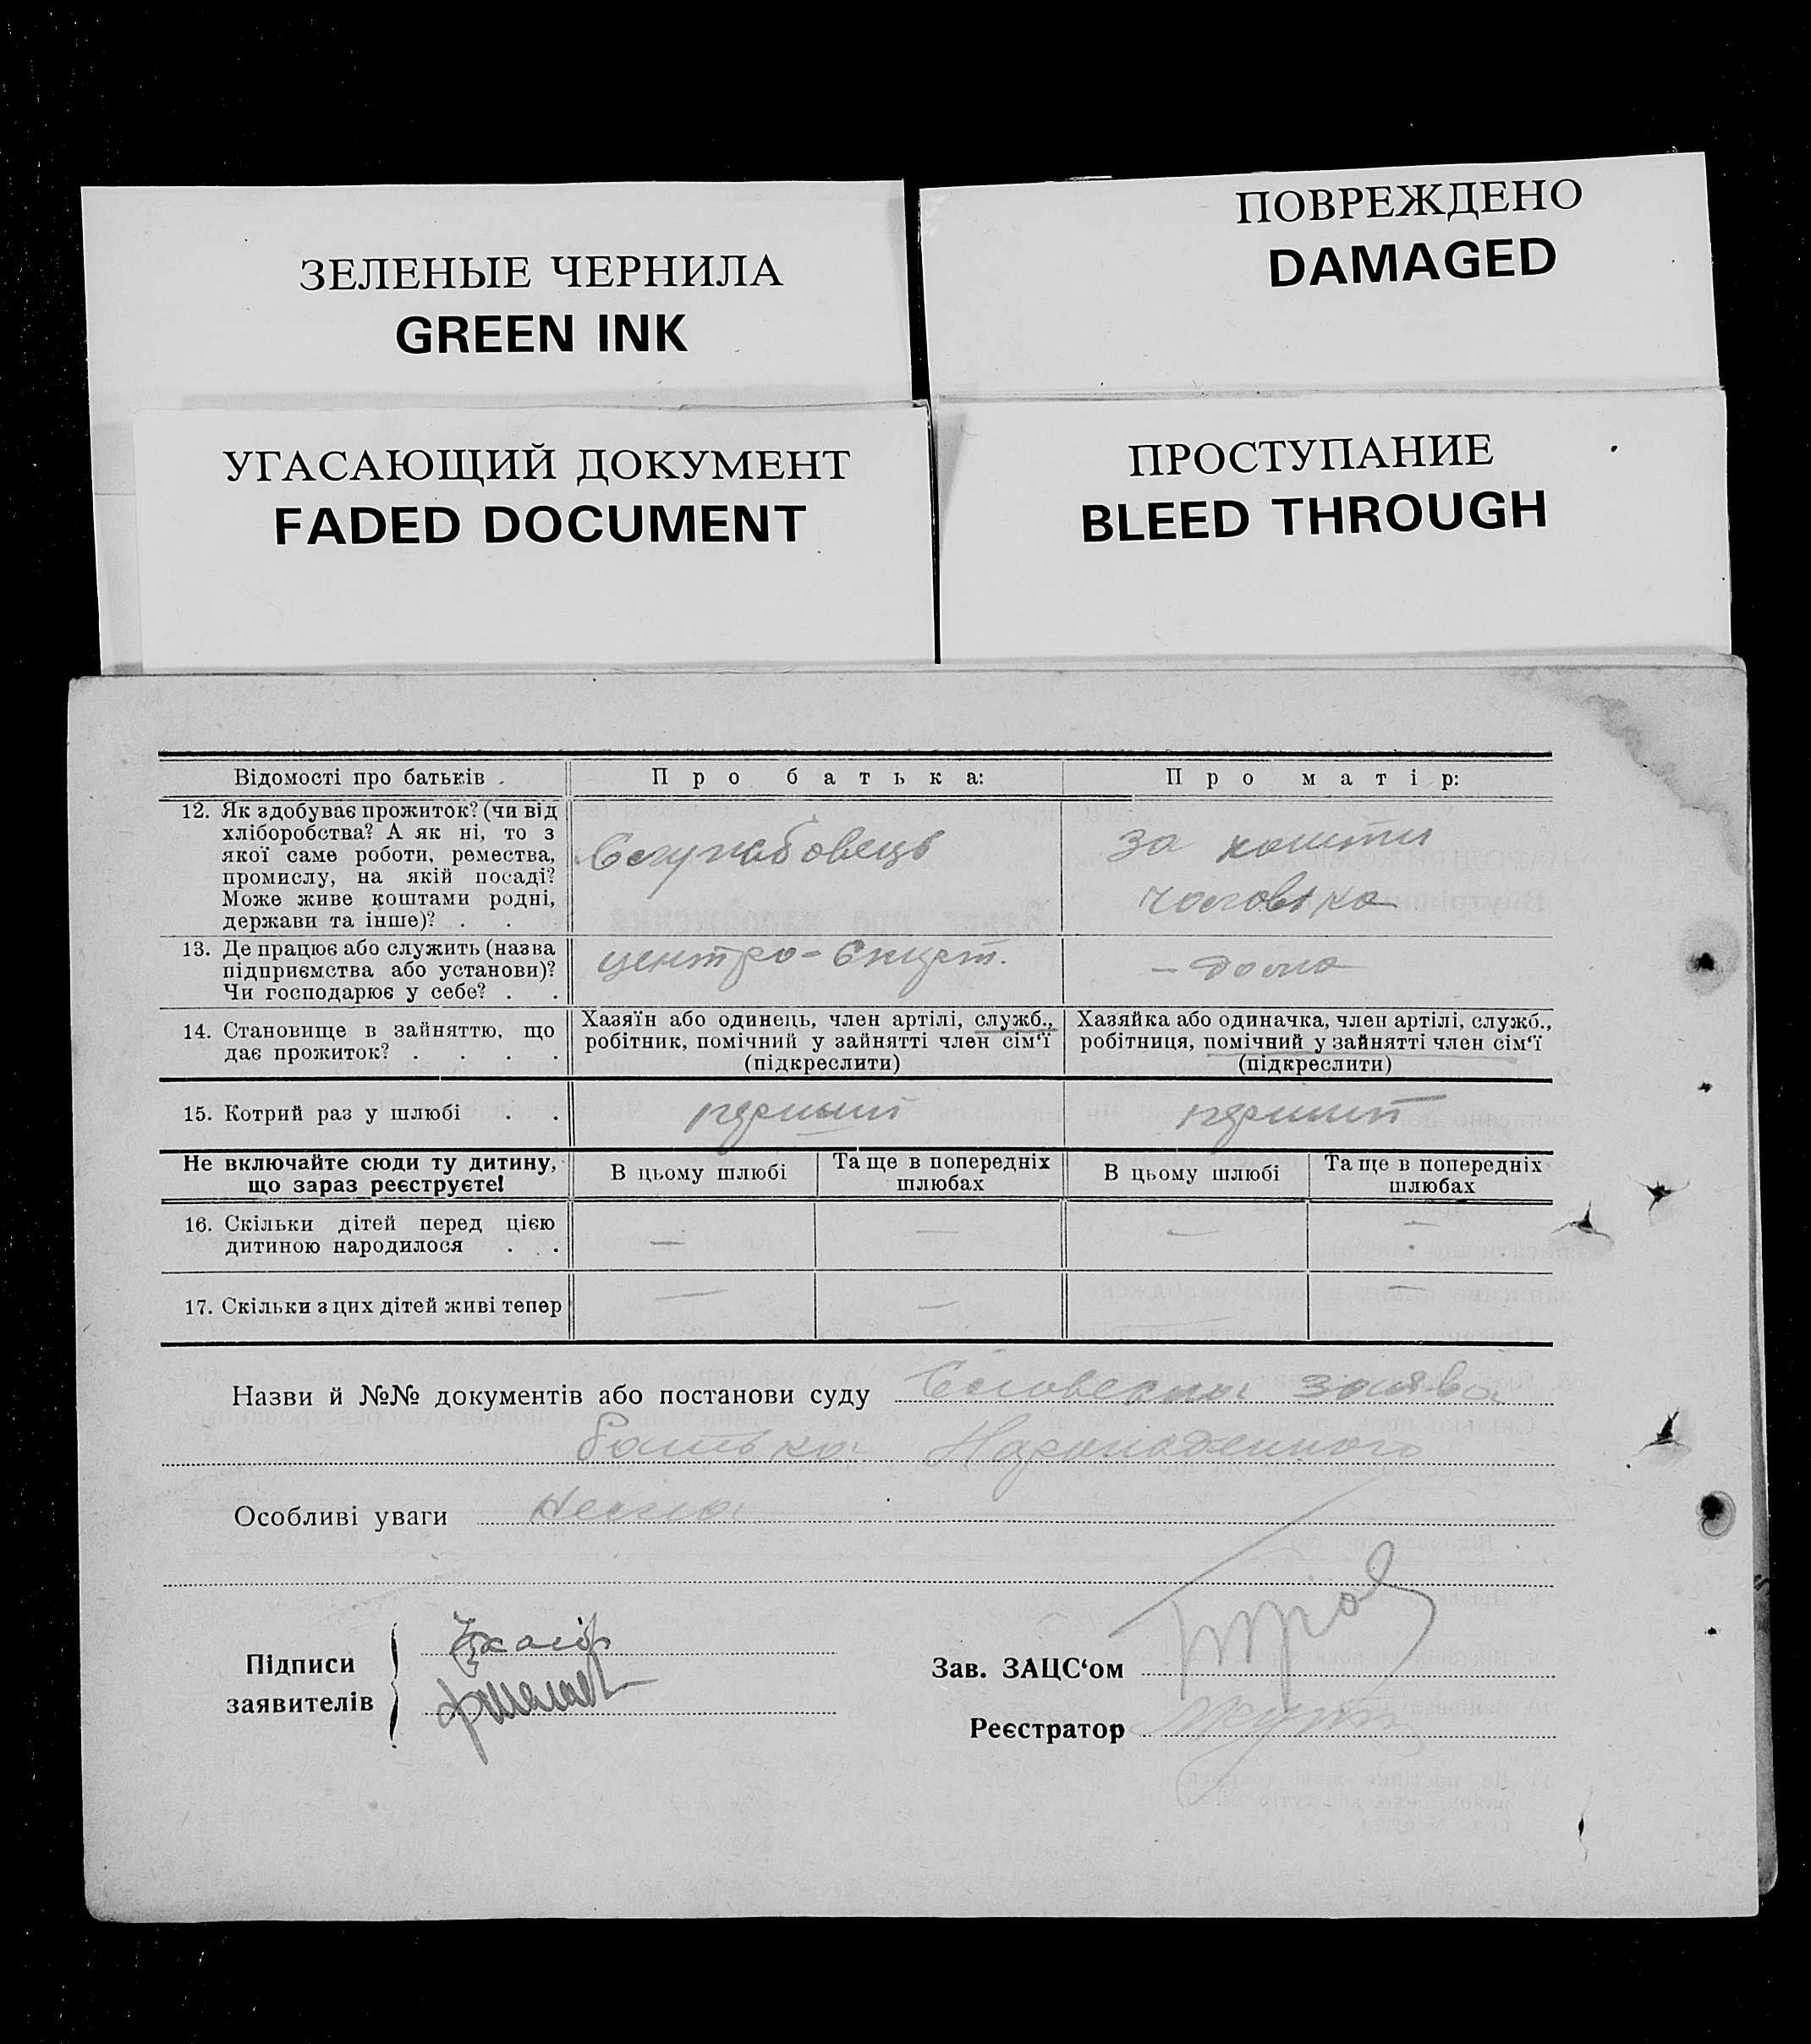 ЗЕЛЕНЫЕ ЧЕРНИЛА
GREEN INK
ПОВРЕЖДЕНО
DAMAGED
УГАСАЮЩИЙ ДОКУМЕНТ
FADED DOCUMENT
ПРОСТУПАНИЕ
BLEED THROUGH
Відомості про батьків
Про батька:
Про матір:
12. Як здобуває прожиток? (чи від
хліборобства? А як ні, то з
якої саме роботи, ремества,
промислу, на якій посаді?
Може живе коштами родні,
держави та інше)? . . .
Служабовець
за кошти
чоловіка
13. Де працює або служить (назва
підприємства або установи)?
Чи господарює у себе? . .
центро-
– дома
14. Становище в зайняттю, що
дає прожиток? . . . .
Хазяїн або одинець, член артілі, служб.,
робітник, помічний у зайнятті член сім‘ї
(підкреслити)
Хазяйка або одиначка, член артілі, служб.,
робітниця, помічний у зайнятті член сім‘ї
(підкреслити)
15. Котрий раз у шлюбі . .
перший
перший
Не включайте сюди ту дитину,
що зараз реєструєте!
В цьому шлюбі
Та ще в попередніх
шлюбах
В цьому шлюбі
Та ще в попередніх
шлюбах
16. Скільки дітей перед цією
дитиною народилося . . .
— — — —
17. Скільки з цих дітей живі тепер
— — — —
Назви й №№ документів або постанови суду Словесна заява
батька Нарожденного
Особливі уваги нема
Підписи
заявителів
Зав. ЗАЦС‘ом
Реєстратор